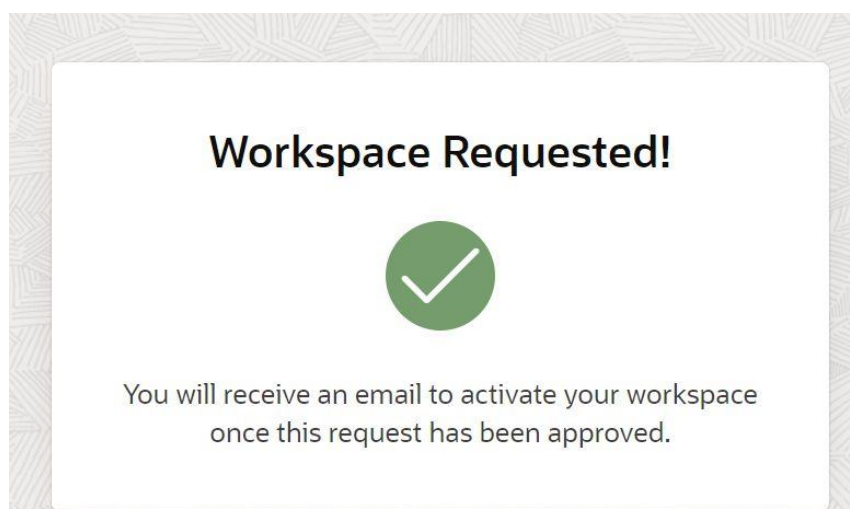 Workspace Requested!
You will receive an email to activate your workspace
once this request has been approved.